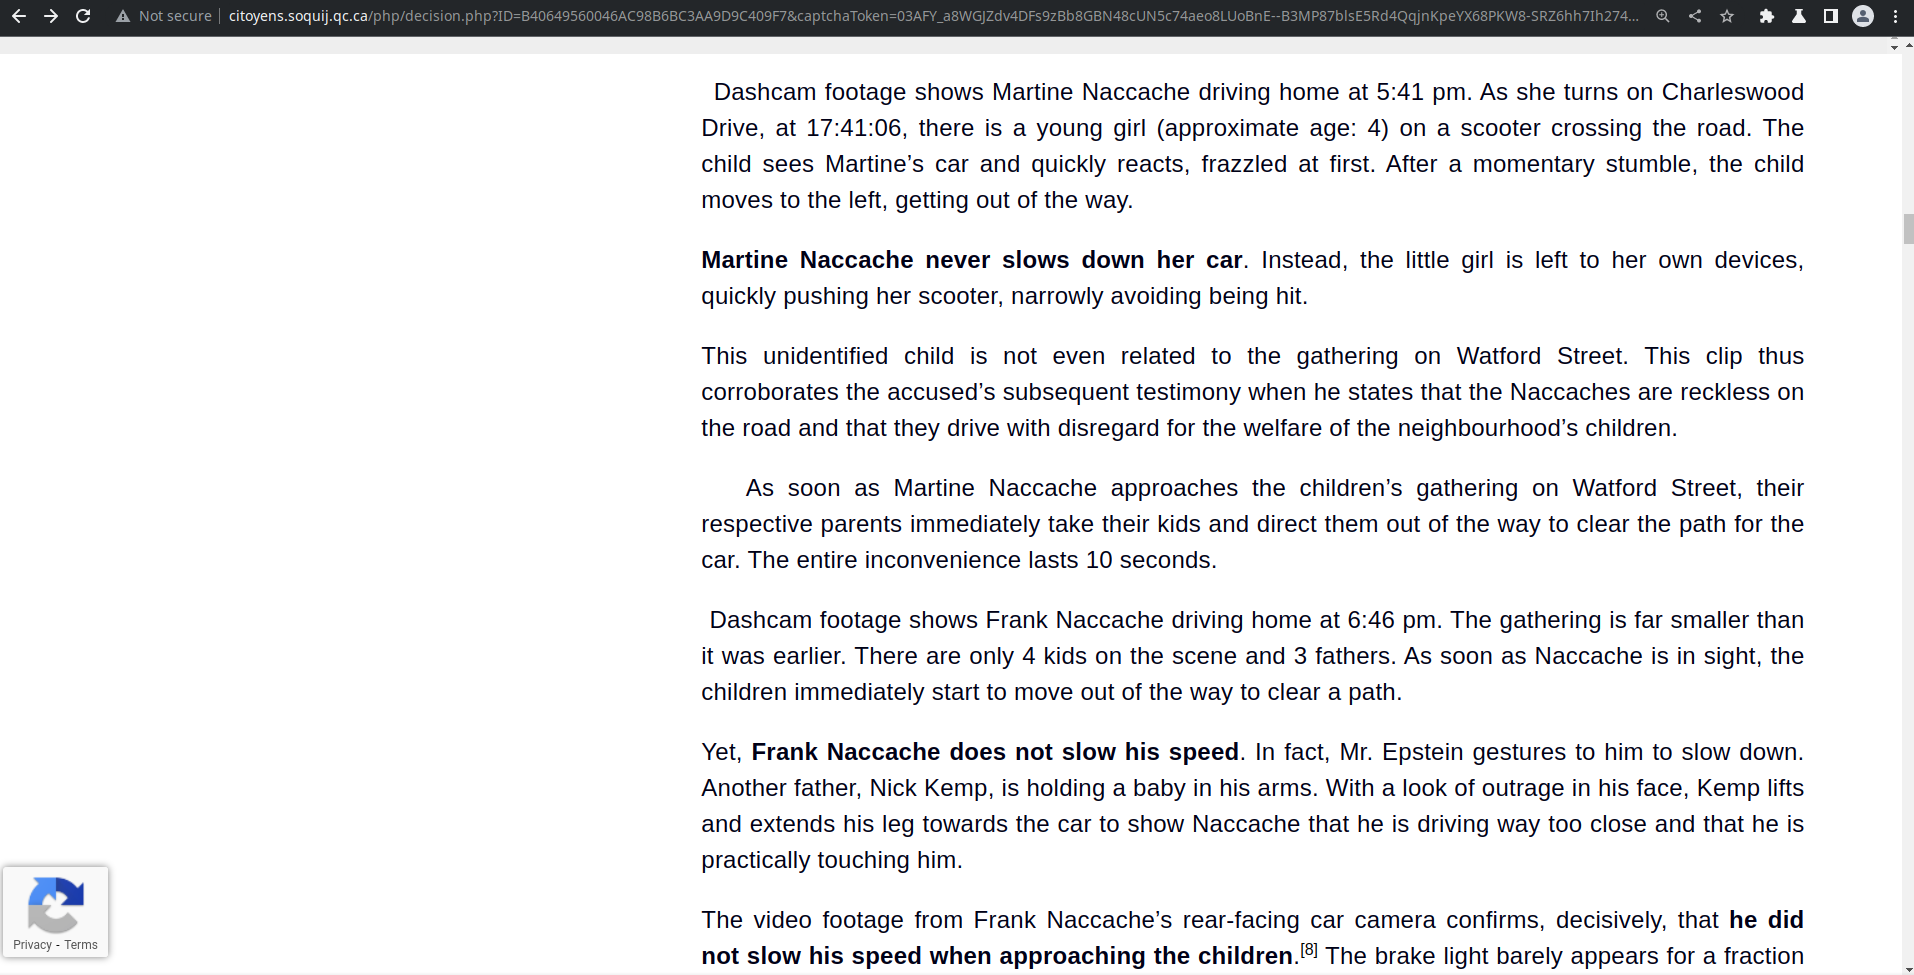 Not secure
citoyens.soquij.qc.ca/php/decision.php?ID=B40649560046AC98B6BC3AA9D9C409F7&captchaToken=03AFY_a8WGJZdv4DFs9zBb8GBN48cUN5c74aeo8LUoBnE--B3MP87blsE5Rd4QqjnKpeYX68PKW8-SRZ6hh7Ih274...
Dashcam footage shows Martine Naccache driving home at 5:41 pm. As she turns on Charleswood
Drive, at 17:41:06, there is a young girl (approximate age: 4) on a scooter crossing the road. The
child sees Martine’s car and quickly reacts, frazzled at first. After a momentary stumble, the child
moves to the left, getting out of the way.
Martine Naccache never slows down her car. Instead, the little girl is left to her own devices,
quickly pushing her scooter, narrowly avoiding being hit.
This unidentified child is not even related to the gathering on Watford Street. This clip thus
corroborates the accused’s subsequent testimony when he states that the Naccaches are reckless on
the road and that they drive with disregard for the welfare of the neighbourhood’s children.
As soon as Martine Naccache approaches the children’s gathering on Watford Street, their
respective parents immediately take their kids and direct them out of the way to clear the path for the
car. The entire inconvenience lasts 10 seconds.
Dashcam footage shows Frank Naccache driving home at 6:46 pm. The gathering is far smaller than
it was earlier. There are only 4 kids on the scene and 3 fathers. As soon as Naccache is in sight, the
children immediately start to move out of the way to clear a path.
Yet, Frank Naccache does not slow his speed. In fact, Mr. Epstein gestures to him to slow down.
Another father, Nick Kemp, is holding a baby in his arms. With a look of outrage in his face, Kemp lifts
and extends his leg towards the car to show Naccache that he is driving way too close and that he is
practically touching him.
The video footage from Frank Naccache’s rear-facing car camera confirms, decisively, that he did
not slow his speed when approaching the children.[8] The brake light barely appears for a fraction
Privacy - Terms